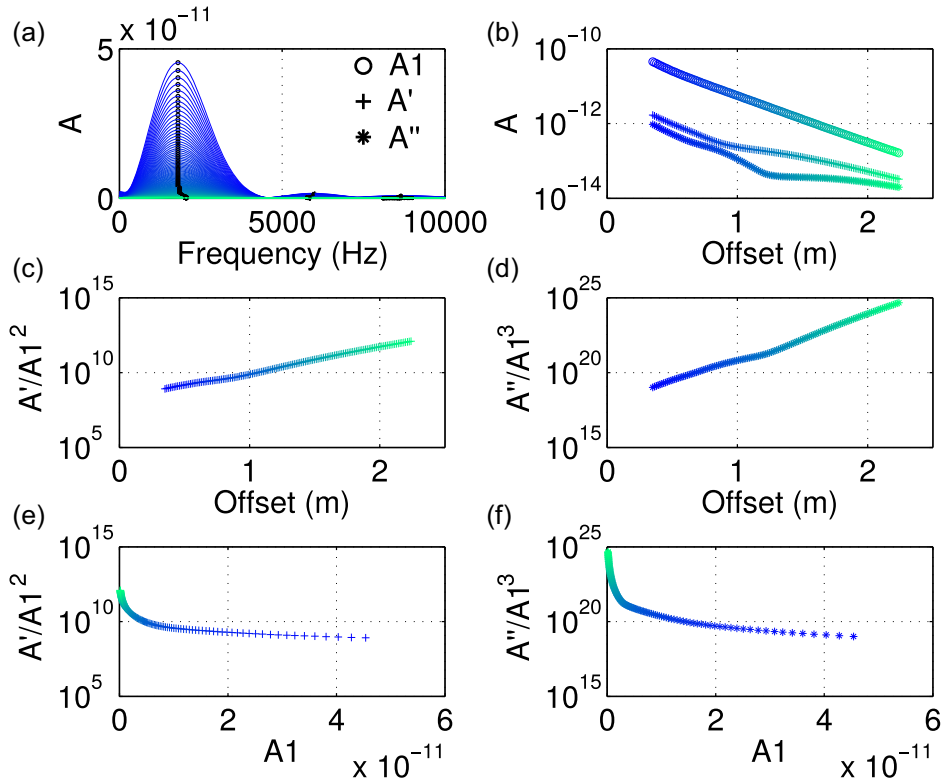 (a)
x 10^-11
5
0
A
0 5000 10000
Frequency (Hz)
A1
A'
A"
(b)
10^-10
10^-12
10^-14
A
0 1 2
Offset (m)
(c)
10^15
10^10
10^5
A'/A1^2
0 1 2
Offset (m)
(d)
10^25
10^20
10^15
A"/A1^3
0 1 2
Offset (m)
(e)
10^15
10^10
10^5
A'/A1^2
0 2 4 6
A1
x 10^-11
(f)
10^25
10^20
10^15
A"/A1^3
0 2 4 6
A1
x 10^-11